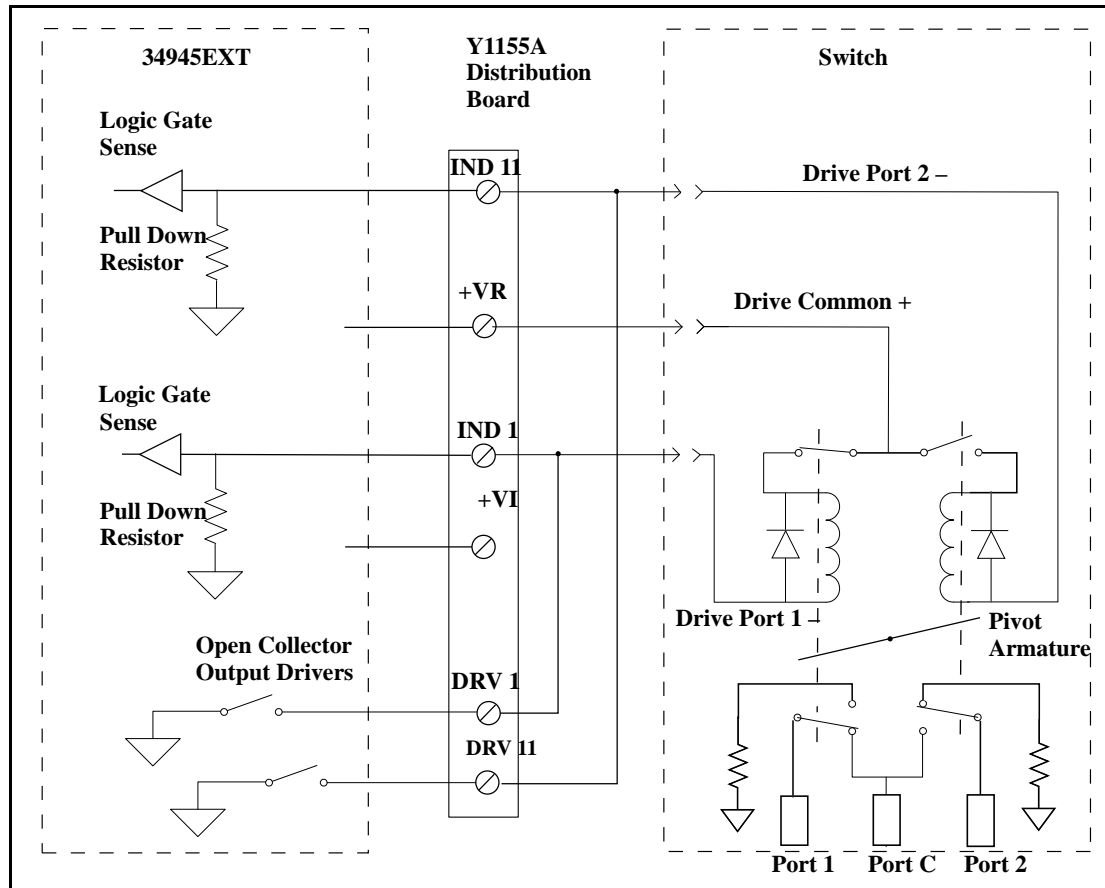 34945EXT
Y1155A
Distribution
Board
Switch
Logic Gate
Sense
IND 11
Drive Port 2 –
Pull Down
Resistor
+VR
Drive Common +
Logic Gate
Sense
IND 1
+VI
Pull Down
Resistor
Drive Port 1 –
Pivot
Armature
Open Collector
Output Drivers
DRV 1
DRV 11
Port 1
Port C
Port 2